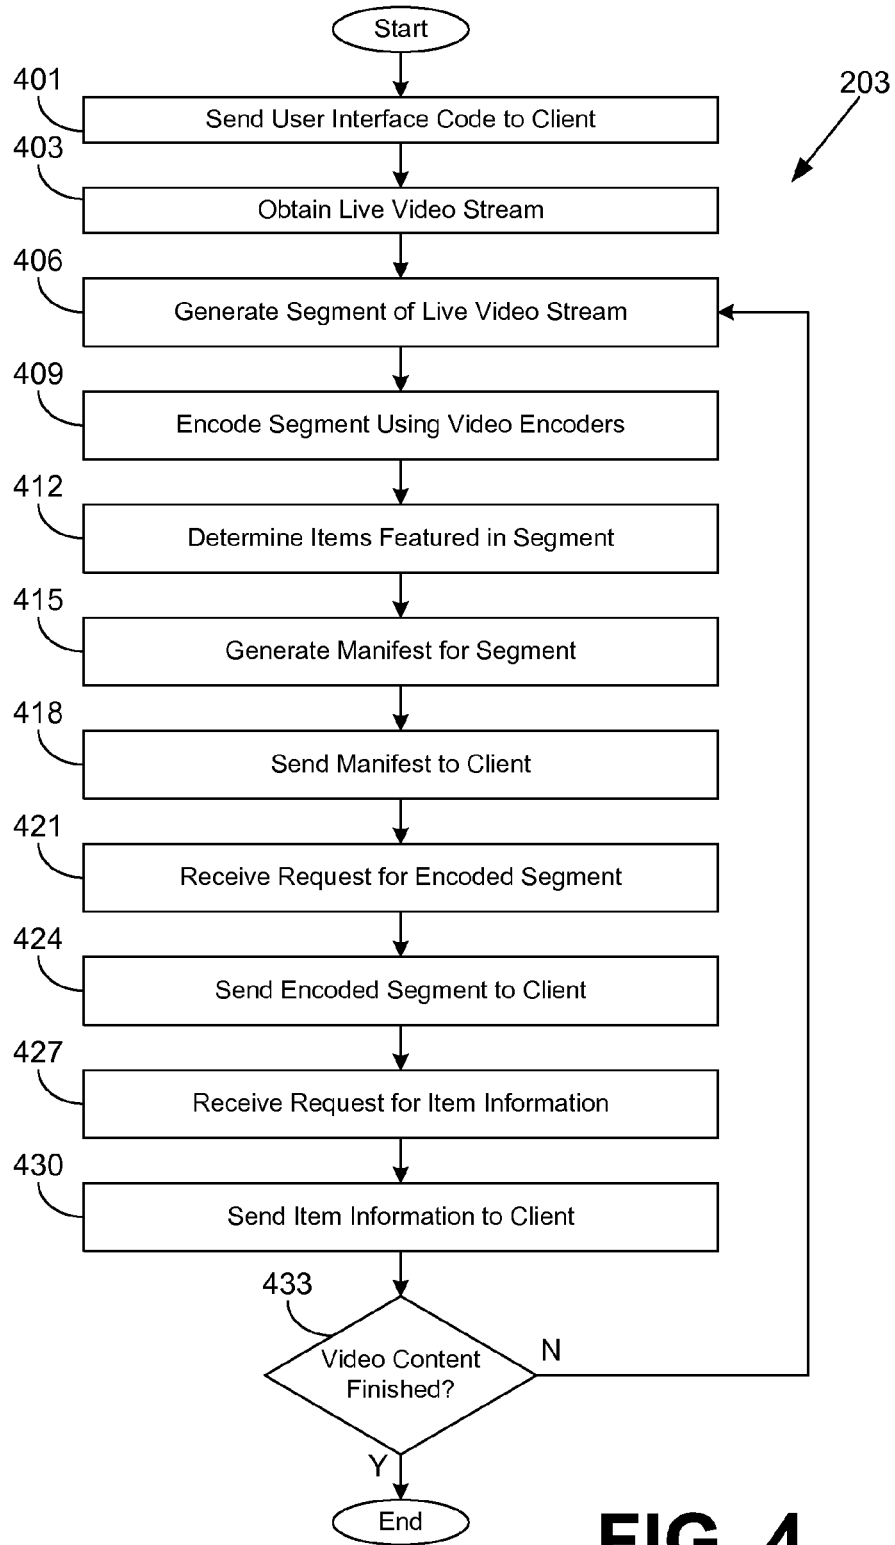 Start
401
203
Send User Interface Code to Client
403
Obtain Live Video Stream
406
Generate Segment of Live Video Stream
409
Encode Segment Using Video Encoders
412
Determine Items Featured in Segment
415
Generate Manifest for Segment
418
Send Manifest to Client
421
Receive Request for Encoded Segment
424
Send Encoded Segment to Client
427
Receive Request for Item Information
430
Send Item Information to Client
433
Video Content
Finished?
N
Y
End
FIG. 4